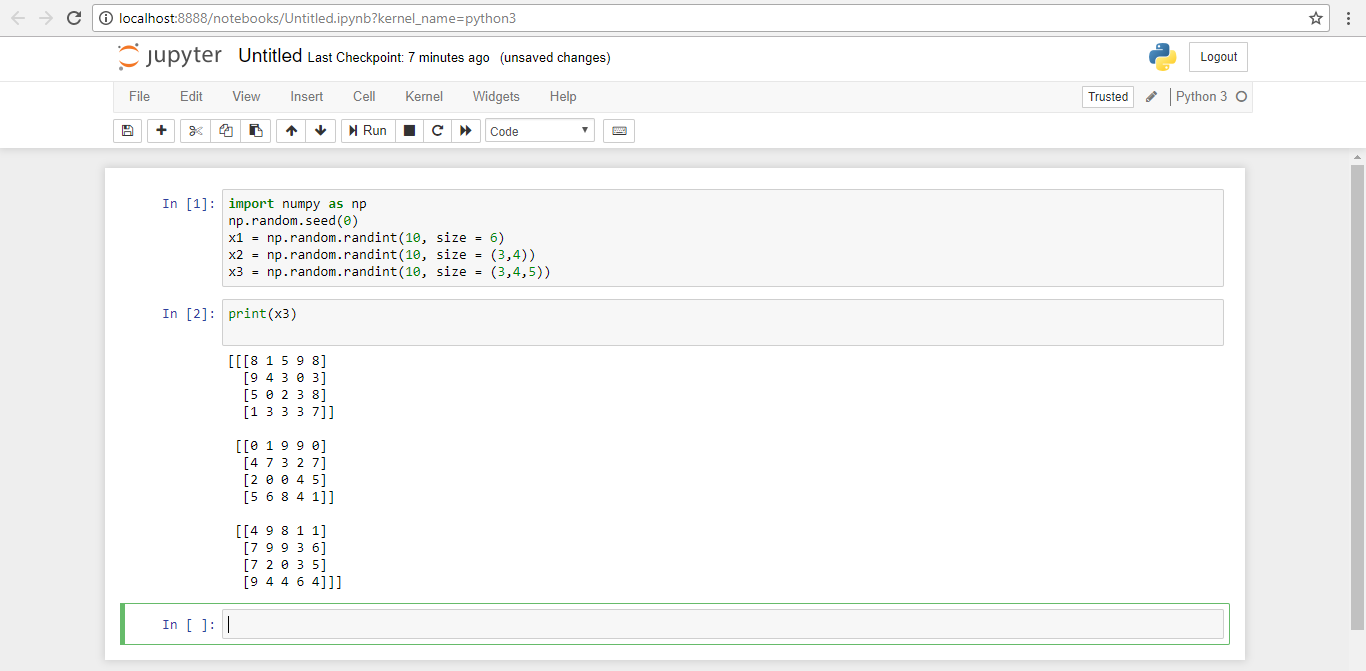 localhost:8888/notebooks/Untitled.ipynb?kernel_name=python3
jupyter Untitled Last Checkpoint: 7 minutes ago (unsaved changes) Logout
File Edit View Insert Cell Kernel Widgets Help Trusted Python 3
Run Code
In [1]: import numpy as np
np.random.seed(0)
x1 = np.random.randint(10, size = 6)
x2 = np.random.randint(10, size = (3,4))
x3 = np.random.randint(10, size = (3,4,5))
In [2]: print(x3)
[[[8 1 5 9 8]
[9 4 3 0 3]
[5 0 2 3 8]
[1 3 3 3 7]]
[[0 1 9 9 0]
[4 7 3 2 7]
[2 0 0 4 5]
[5 6 8 4 1]]
[[4 9 8 1 1]
[7 9 9 3 6]
[7 2 0 3 5]
[9 4 4 6 4]]]
In [ ]: